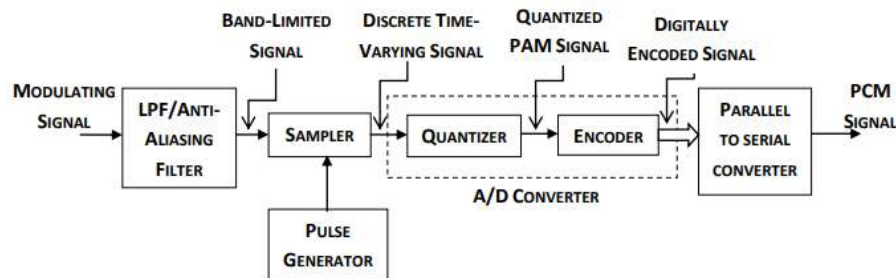 BAND-LIMITED
SIGNAL
DISCRETE TIME-
VARYING SIGNAL
QUANTIZED
PAM SIGNAL
DIGITALLY
ENCODED SIGNAL
MODULATING
SIGNAL
LPF/ANTI-
ALIASING
FILTER
SAMPLER
QUANTIZER
ENCODER
PARALLEL
TO SERIAL
CONVERTER
PCM
SIGNAL
A/D CONVERTER
PULSE
GENERATOR